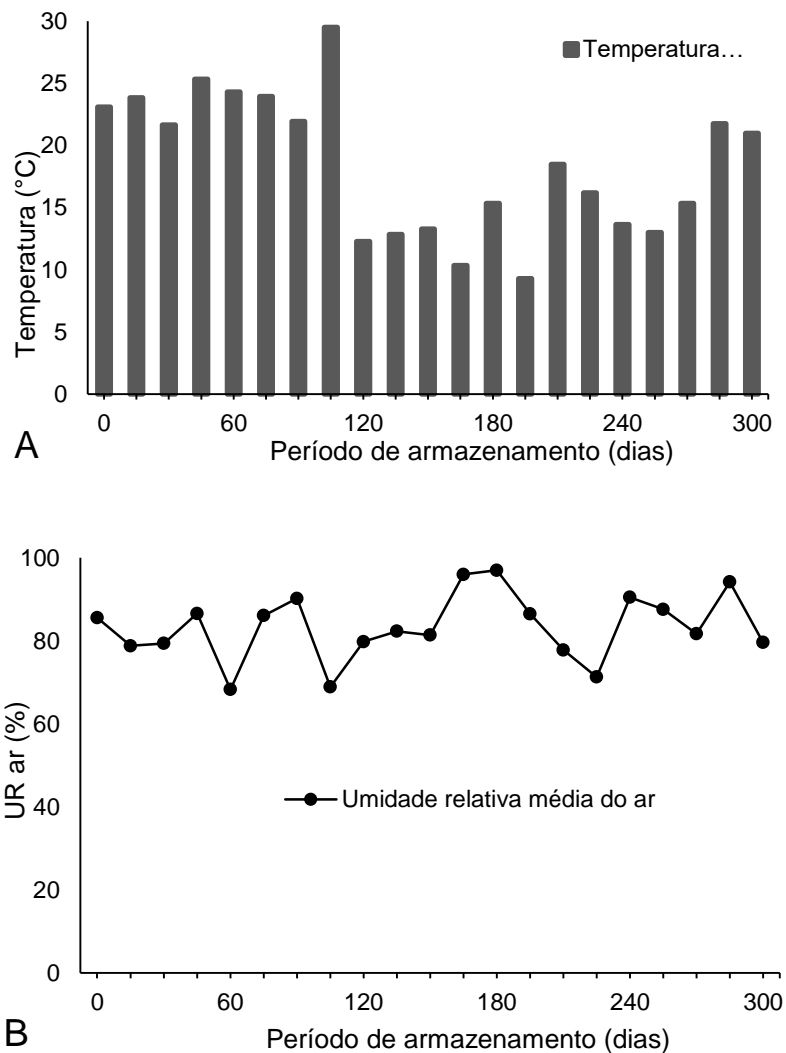 30
Temperatura…
25
20
15
10
5
0
Temperatura (°C)
0 60 120 180 240 300
A
Período de armazenamento (dias)
100
80
60
40
20
0
UR ar (%)
Umidade relativa média do ar
0 60 120 180 240 300
B
Período de armazenamento (dias)